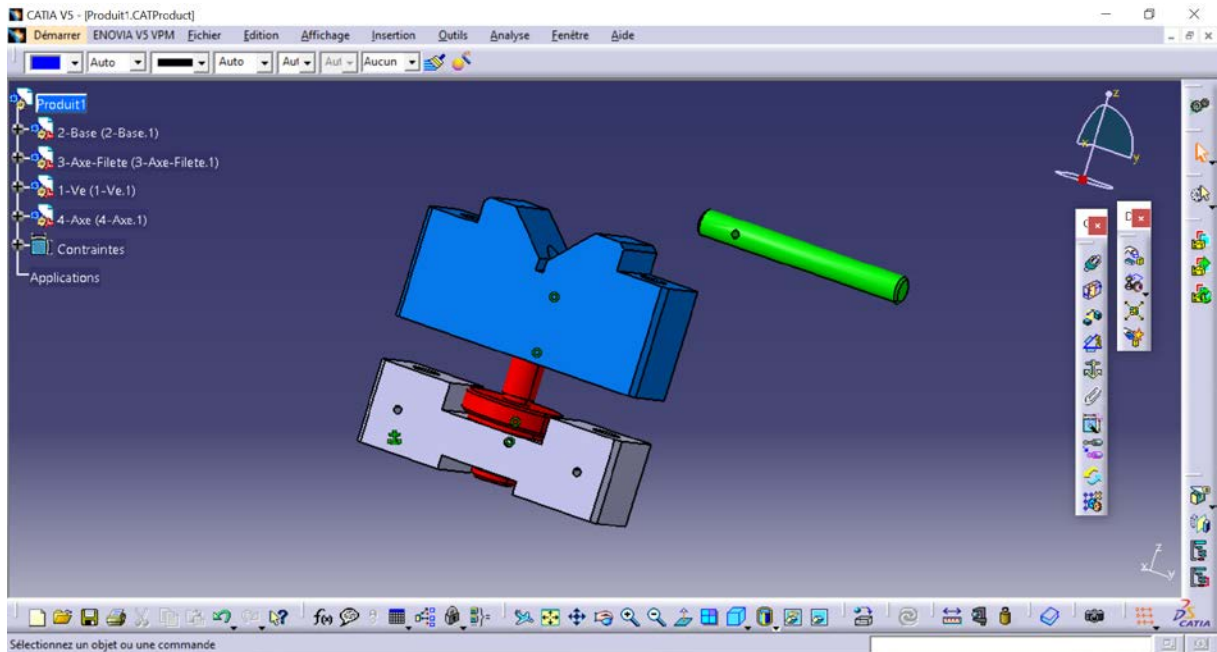 CATIA V5 - [Produit1.CATProduct]
Démarrer ENOVIA V5 VPM Fichier Edition Affichage Insertion Outils Analyse Fenêtre Aide
Auto Auto Aut Aut Aucun
Produit1
2-Base (2-Base.1)
3-Axe-Filete (3-Axe-Filete.1)
1-Ve (1-Ve.1)
4-Axe (4-Axe.1)
Contraintes
Applications
z
x
y
D
z
x
y
f(x)
CATIA
Sélectionnez un objet ou une commande